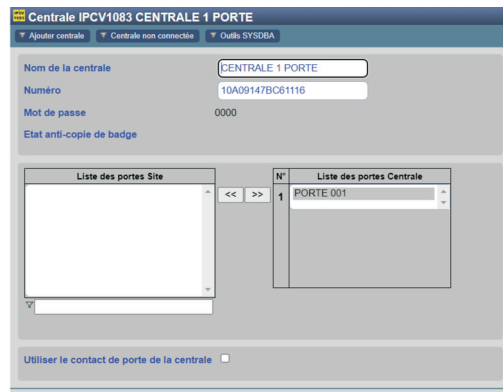 Centrale IPCV1083 CENTRALE 1 PORTE
Ajouter centrale Centrale non connectée Outils SYSDBA
Nom de la centrale CENTRALE 1 PORTE
Numéro 10A09147BC61116
Mot de passe 0000
Etat anti-copie de badge
Liste des portes Site << >> N° Liste des portes Centrale
1 PORTE 001
Utiliser le contact de porte de la centrale